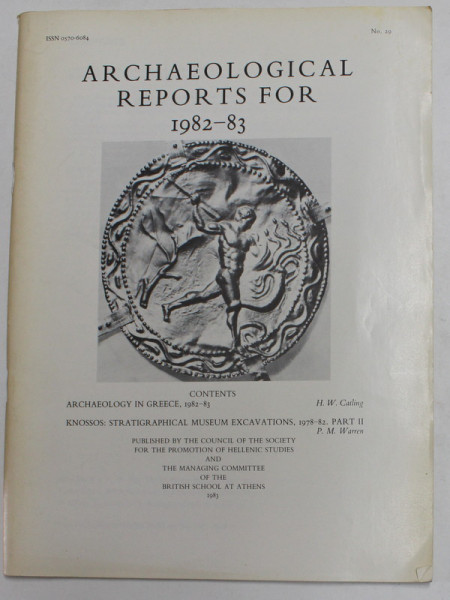 ISSN 0570-6084
No. 29
ARCHAEOLOGICAL
REPORTS FOR
1982–83
CONTENTS
ARCHAEOLOGY IN GREECE, 1982–83 H. W. Catling
KNOSSOS: STRATIGRAPHICAL MUSEUM EXCAVATIONS, 1978–82. PART II
P. M. Warren
PUBLISHED BY THE COUNCIL OF THE SOCIETY
FOR THE PROMOTION OF HELLENIC STUDIES
AND
THE MANAGING COMMITTEE
OF THE
BRITISH SCHOOL AT ATHENS
1983